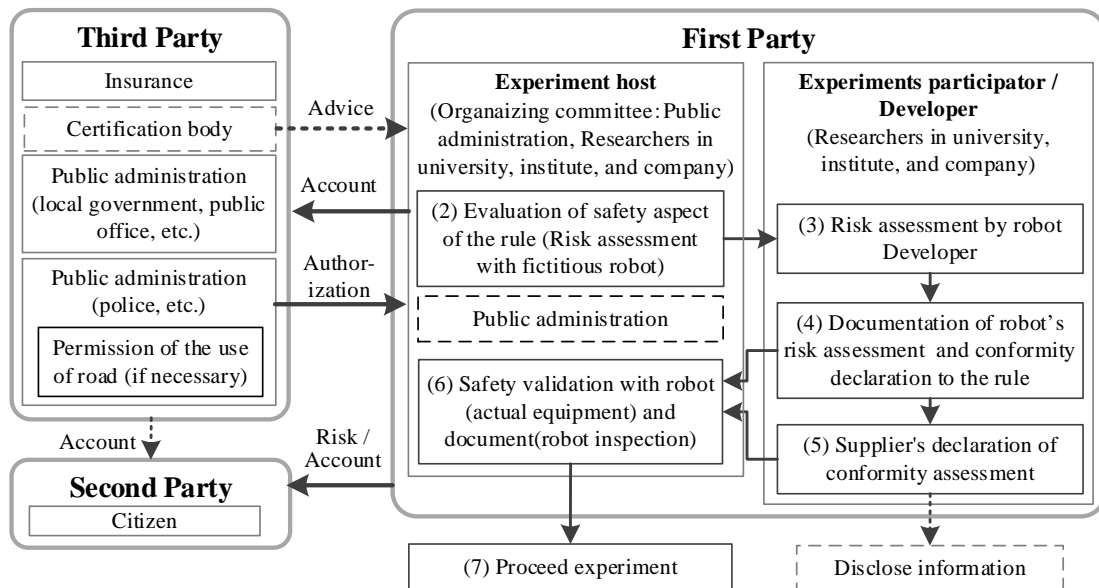 Third Party
Insurance
Certification body
Public administration
(local government, public
office, etc.)
Public administration
(police, etc.)
Permission of the use
of road (if necessary)
Advice
Account
Author-
ization
Account
Risk /
Account
Second Party
Citizen
First Party
Experiment host
(Organaizing committee: Public
administration, Researchers in
university, institute, and company)
(2) Evaluation of safety aspect
of the rule (Risk assessment
with fictitious robot)
Public administration
(6) Safety validation with robot
(actual equipment) and
document(robot inspection)
Experiments participator /
Developer
(Researchers in university,
institute, and company)
(3) Risk assessment by robot
Developer
(4) Documentation of robot's
risk assessment and conformity
declaration to the rule
(5) Supplier's declaration of
conformity assessment
(7) Proceed experiment
Disclose information